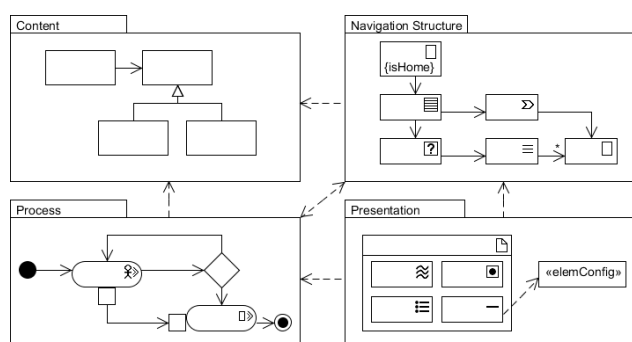 Content
Navigation Structure
{isHome}
?
*
Process
Presentation
«elemConfig»